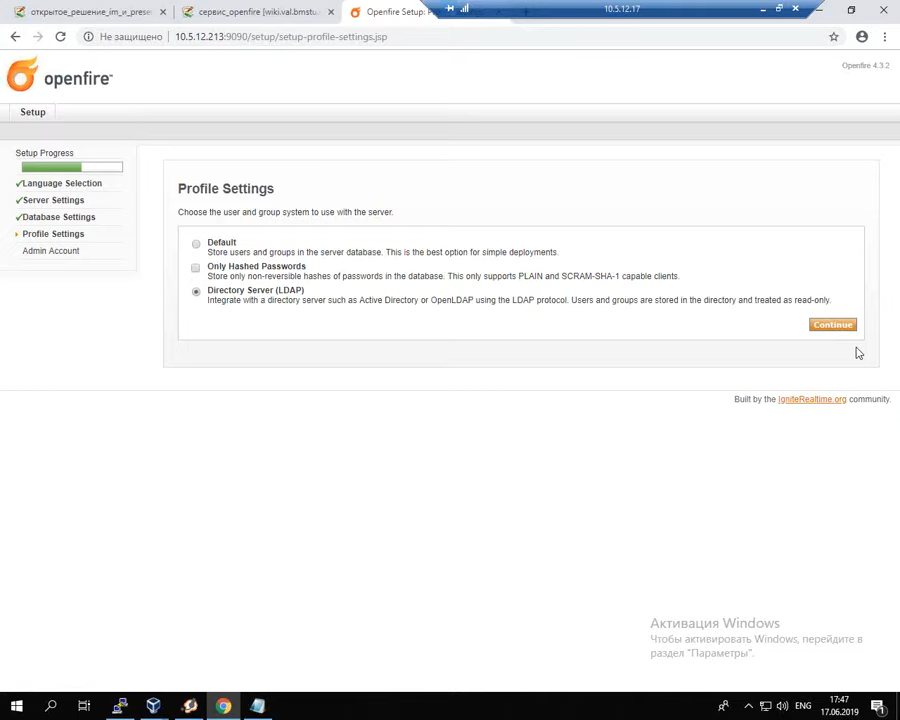 открытое_решение_im_и_prese
сервис_openfire [wiki.val.bmstu.
Openfire Setup: P
10.5.12.17
Не защищено
10.5.12.213:9090/setup/setup-profile-settings.jsp
openfire™
Openfire 4.3.2
Setup
Setup Progress
Language Selection
Server Settings
Database Settings
Profile Settings
Admin Account
Profile Settings
Choose the user and group system to use with the server.
Default
Store users and groups in the server database. This is the best option for simple deployments.
Only Hashed Passwords
Store only non-reversible hashes of passwords in the database. This only supports PLAIN and SCRAM-SHA-1 capable clients.
Directory Server (LDAP)
Integrate with a directory server such as Active Directory or OpenLDAP using the LDAP protocol. Users and groups are stored in the directory and treated as read-only.
Continue
Built by the IgniteRealtime.org community.
Активация Windows
Чтобы активировать Windows, перейдите в
раздел "Параметры".
ENG
17:47
17.06.2019
1